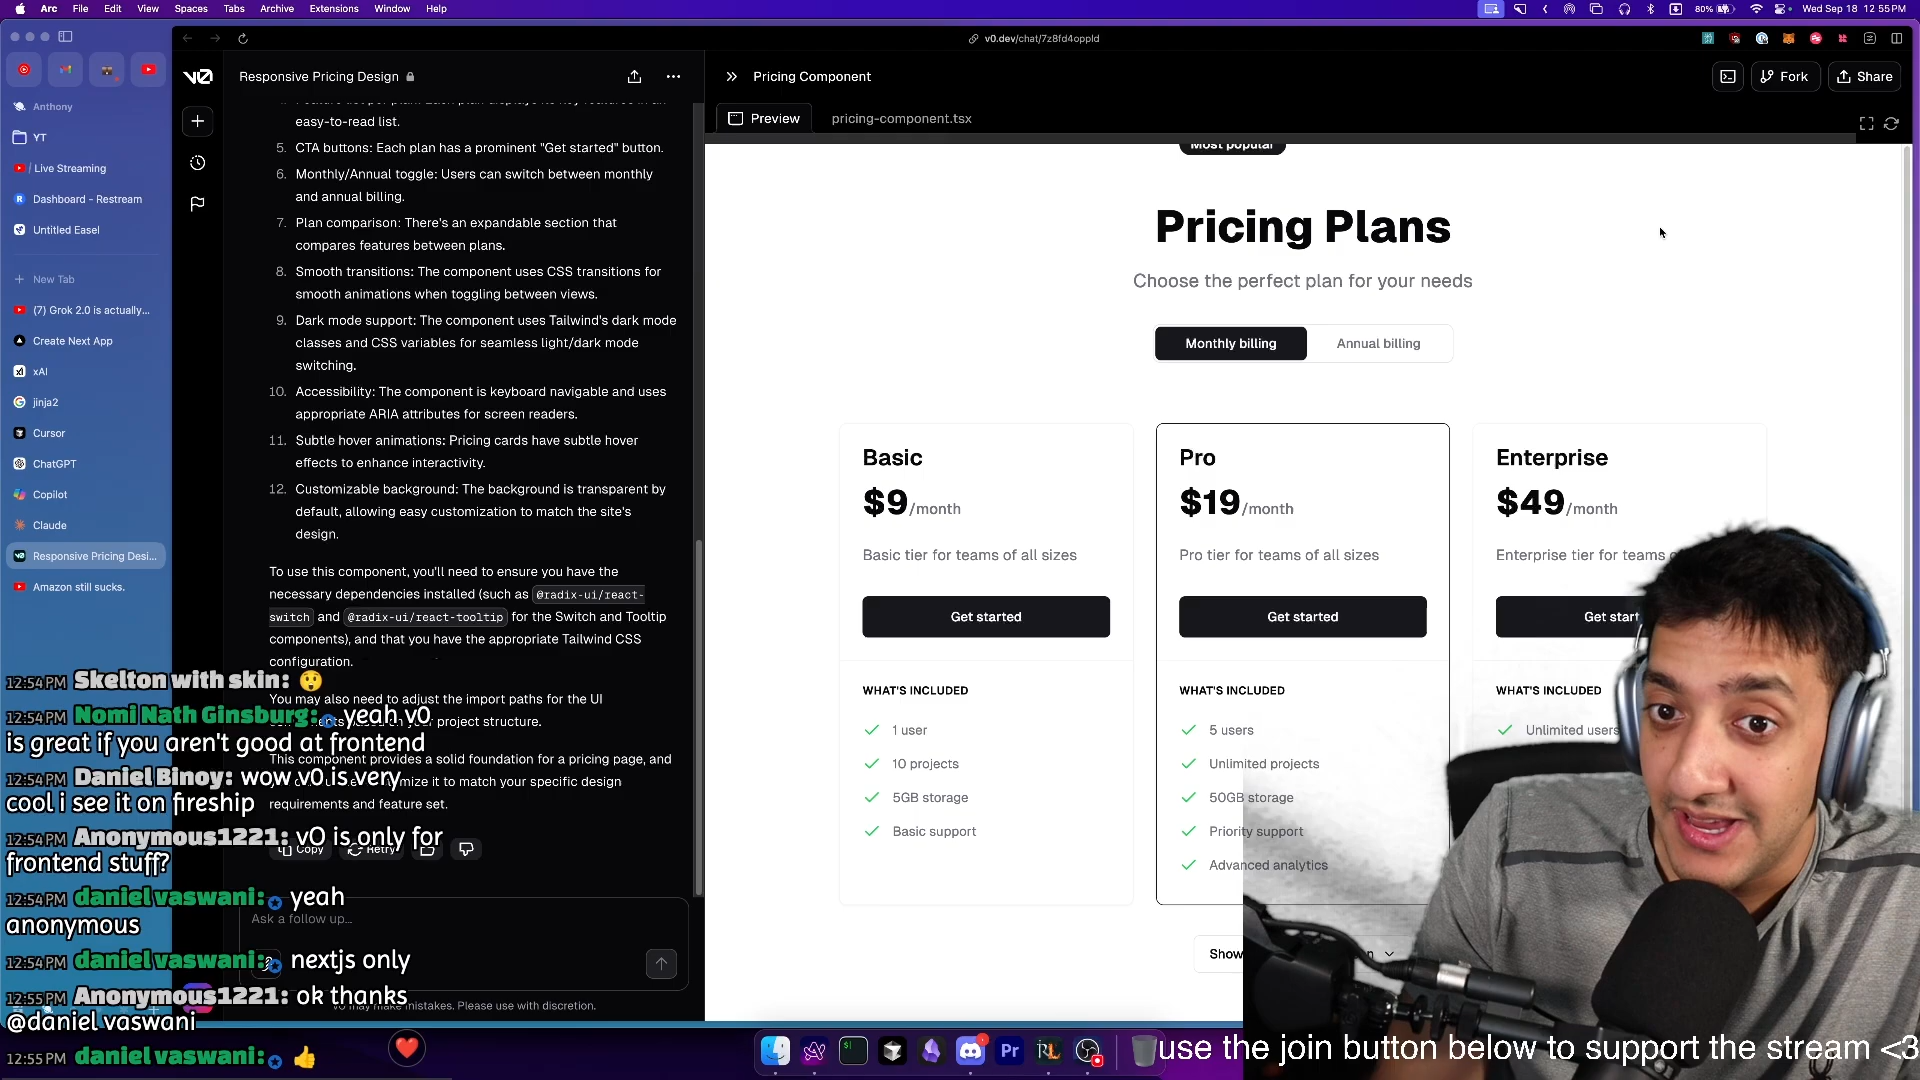 Arc File Edit View Spaces Tabs Archive Extensions Window Help
80% Wed Sep 18 12:55 PM
v0.dev/chat/7z8fd4oppld
Anthony
YT
/ Live Streaming
Dashboard - Restream
Untitled Easel
New Tab
(7) Grok 2.0 is actually...
Create Next App
xAI
jinja2
Cursor
ChatGPT
Copilot
Claude
Responsive Pricing Desi...
Amazon still sucks.
Responsive Pricing Design
easy-to-read list.
5. CTA buttons: Each plan has a prominent "Get started" button.
6. Monthly/Annual toggle: Users can switch between monthly
and annual billing.
7. Plan comparison: There's an expandable section that
compares features between plans.
8. Smooth transitions: The component uses CSS transitions for
smooth animations when toggling between views.
9. Dark mode support: The component uses Tailwind's dark mode
classes and CSS variables for seamless light/dark mode
switching.
10. Accessibility: The component is keyboard navigable and uses
appropriate ARIA attributes for screen readers.
11. Subtle hover animations: Pricing cards have subtle hover
effects to enhance interactivity.
12. Customizable background: The background is transparent by
default, allowing easy customization to match the site's
design.
To use this component, you'll need to ensure you have the
necessary dependencies installed (such as @radix-ui/react-
switch and @radix-ui/react-tooltip for the Switch and Tooltip
components), and that you have the appropriate Tailwind CSS
configuration.
You may also need to adjust the import paths for the UI
your project structure.
This component provides a solid foundation for a pricing page, and
it to match your specific design
requirements and feature set.
Copy Retry
Ask a follow up...
v0 may make mistakes. Please use with discretion.
12:54 PM Skelton with skin: 😲
12:54 PM Nomi Nath Ginsburg: yeah v0
is great if you aren't good at frontend
12:54 PM Daniel Binoy: wow v0 is very
cool i see it on fireship
12:54 PM Anonymous1221: vO is only for
frontend stuff?
12:54 PM daniel vaswani: yeah
anonymous
12:54 PM daniel vaswani: nextjs only
12:55 PM Anonymous1221: ok thanks
@daniel vaswani
12:55 PM daniel vaswani: 👍
Pricing Component
Fork
Share
Preview
pricing-component.tsx
Most popular
Pricing Plans
Choose the perfect plan for your needs
Monthly billing
Annual billing
Basic
$9/month
Basic tier for teams of all sizes
Get started
WHAT'S INCLUDED
1 user
10 projects
5GB storage
Basic support
Pro
$19/month
Pro tier for teams of all sizes
Get started
WHAT'S INCLUDED
5 users
Unlimited projects
50GB storage
Priority support
Advanced analytics
Enterprise
$49/month
Enterprise tier for teams
Get start
WHAT'S INCLUDED
Unlimited users
Show
Pr
use the join button below to support the stream <3